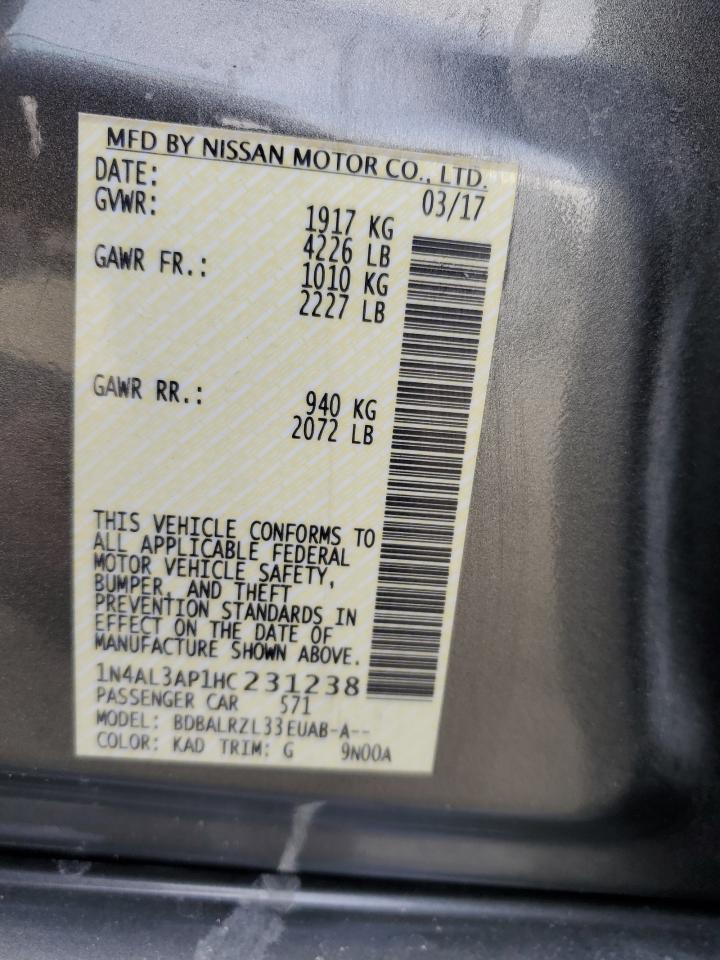 MFD BY NISSAN MOTOR CO., LTD.
DATE: 03/17
GVWR: 1917 KG
4226 LB
GAWR FR.: 1010 KG
2227 LB
GAWR RR.: 940 KG
2072 LB
THIS VEHICLE CONFORMS TO
ALL APPLICABLE FEDERAL
MOTOR VEHICLE SAFETY,
BUMPER, AND THEFT
PREVENTION STANDARDS IN
EFFECT ON THE DATE OF
MANUFACTURE SHOWN ABOVE.
1N4AL3AP1HC231238
PASSENGER CAR 571
MODEL: BDBALRZL33EUAB-A--
COLOR: KAD TRIM: G 9N00A